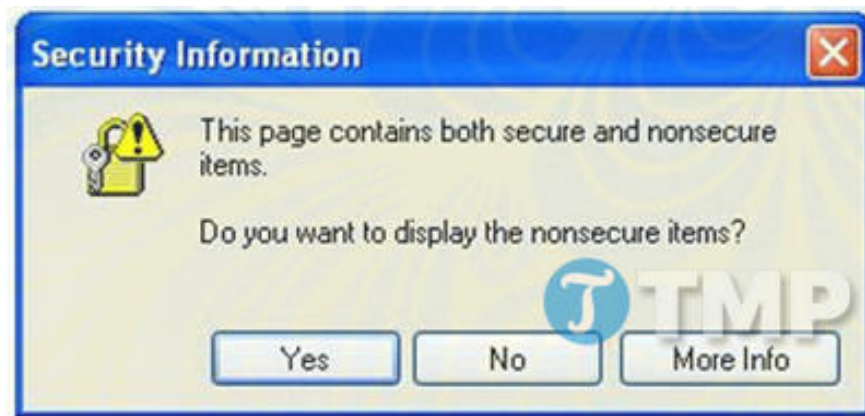 Security Information
This page contains both secure and nonsecure
items.
Do you want to display the nonsecure items?
TMP
Yes
No
More Info